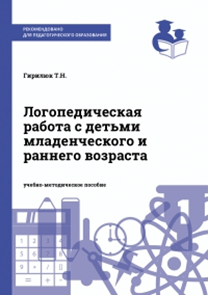 РЕКОМЕНДОВАНО
ДЛЯ ПЕДАГОГИЧЕСКОГО ОБРАЗОВАНИЯ
Гирилюк Т.Н.
Логопедическая
работа с детьми
младенческого и
раннего возраста
учебно-методическое пособие